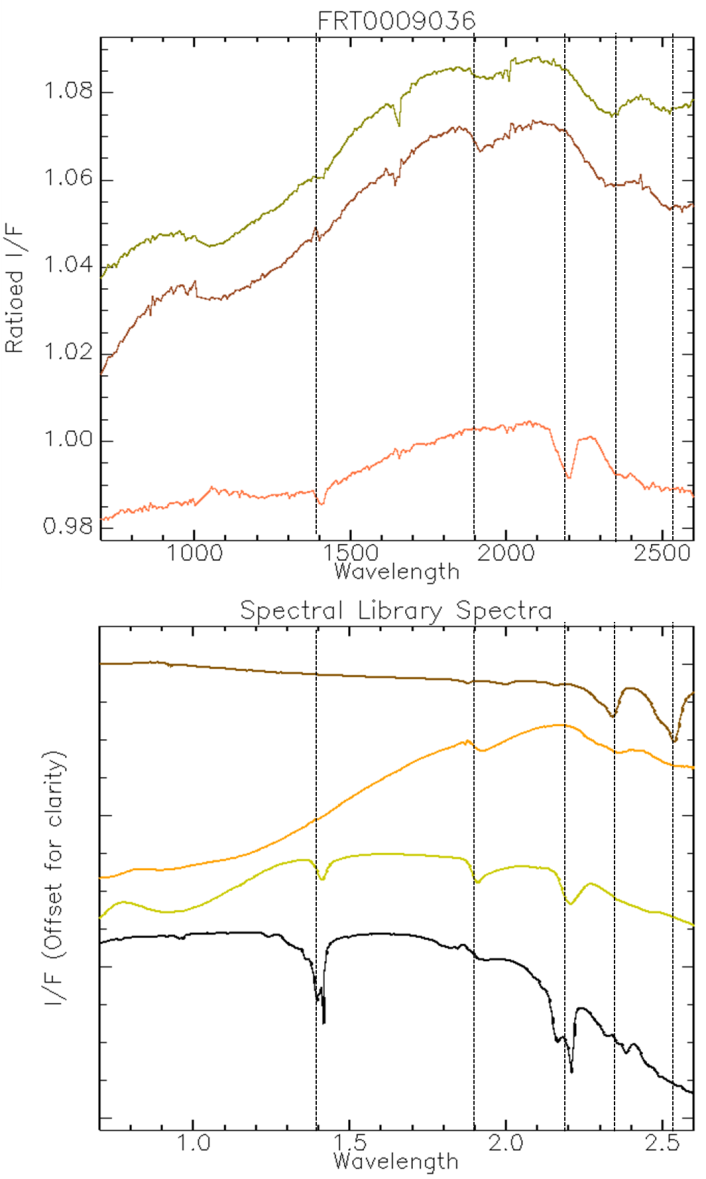 FRT0009036
1.08
1.06
1.04
1.02
1.00
0.98
Ratioed I/F
1000 1500 2000 2500
Wavelength
Spectral Library Spectra
I/F (Offset for clarity)
1.0 1.5 2.0 2.5
Wavelength